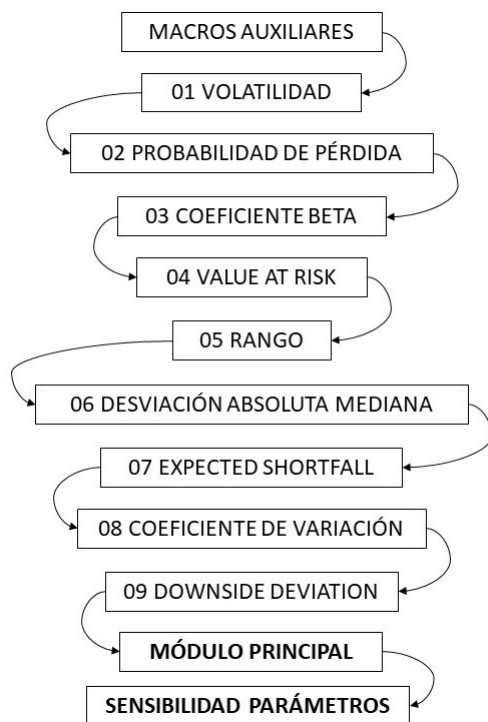 MACROS AUXILIARES
01 VOLATILIDAD
02 PROBABILIDAD DE PÉRDIDA
03 COEFICIENTE BETA
04 VALUE AT RISK
05 RANGO
06 DESVIACIÓN ABSOLUTA MEDIANA
07 EXPECTED SHORTFALL
08 COEFICIENTE DE VARIACIÓN
09 DOWNSIDE DEVIATION
MÓDULO PRINCIPAL
SENSIBILIDAD PARÁMETROS